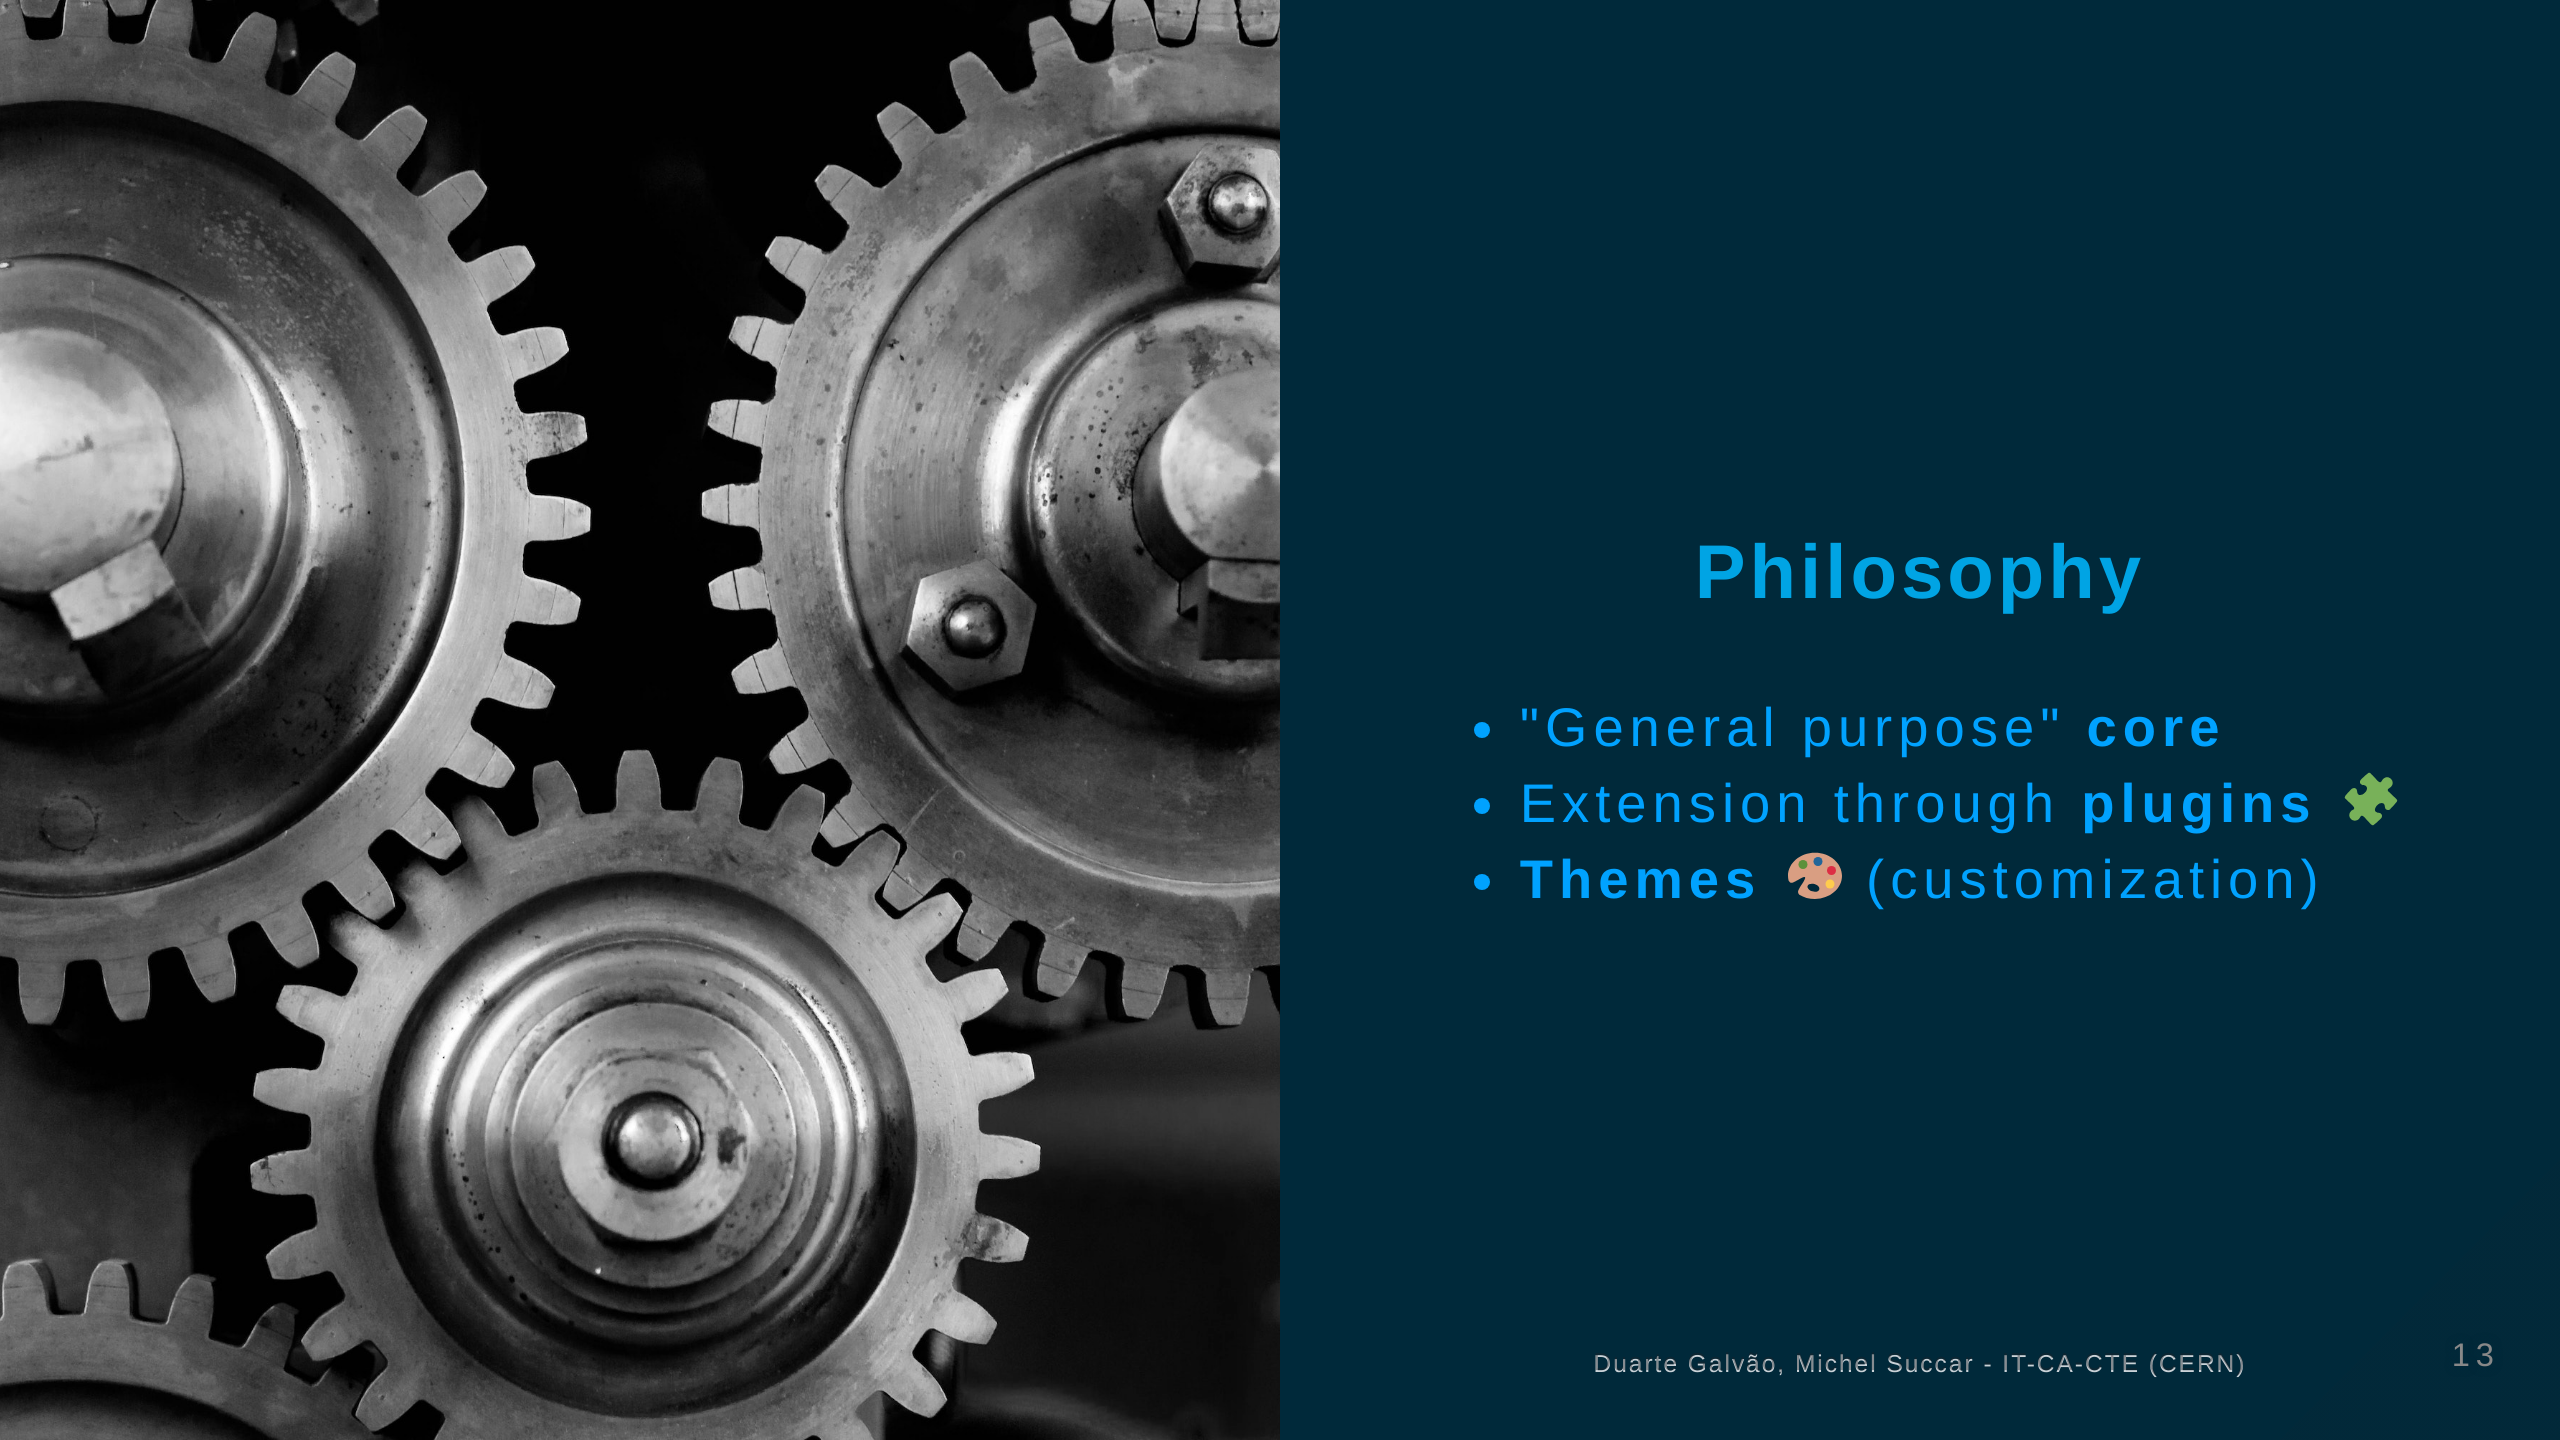 Philosophy
• "General purpose" core
• Extension through plugins 🧩
• Themes 🎨 (customization)
Duarte Galvão, Michel Succar - IT-CA-CTE (CERN)
13